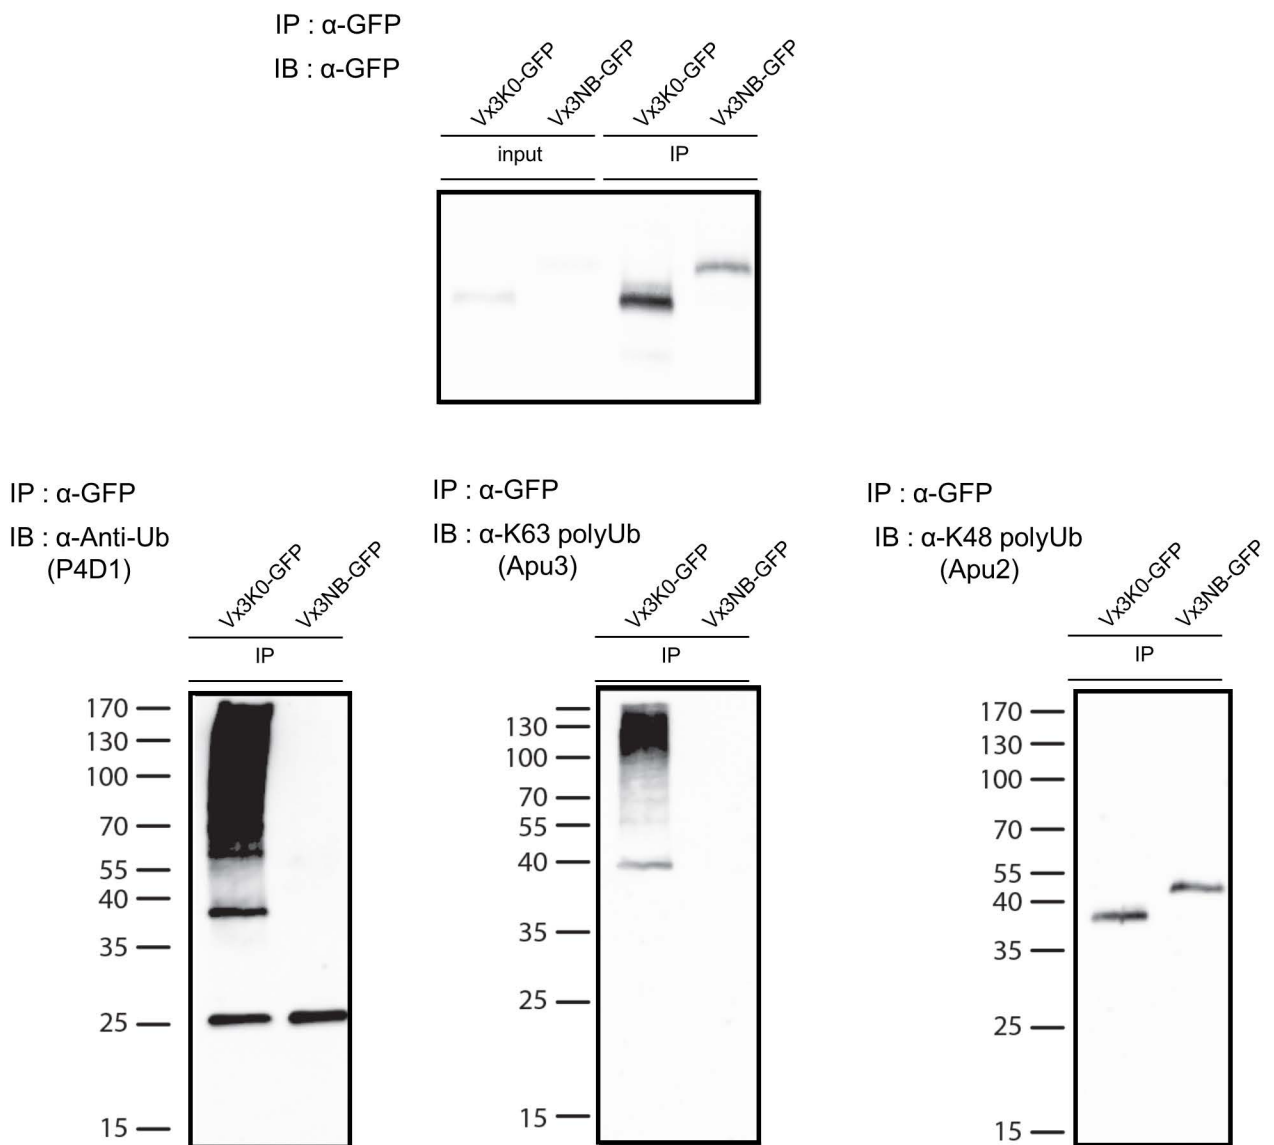 IP : α-GFP
IB : α-GFP
Vx3K0-GFP Vx3NB-GFP Vx3K0-GFP Vx3NB-GFP
input IP
IP : α-GFP
IB : α-Anti-Ub
(P4D1)
Vx3K0-GFP Vx3NB-GFP
IP
170
130
100
70
55
40
35
25
15
IP : α-GFP
IB : α-K63 polyUb
(Apu3)
Vx3K0-GFP Vx3NB-GFP
IP
130
100
70
55
40
35
25
15
IP : α-GFP
IB : α-K48 polyUb
(Apu2)
Vx3K0-GFP Vx3NB-GFP
IP
170
130
100
70
55
40
35
25
15